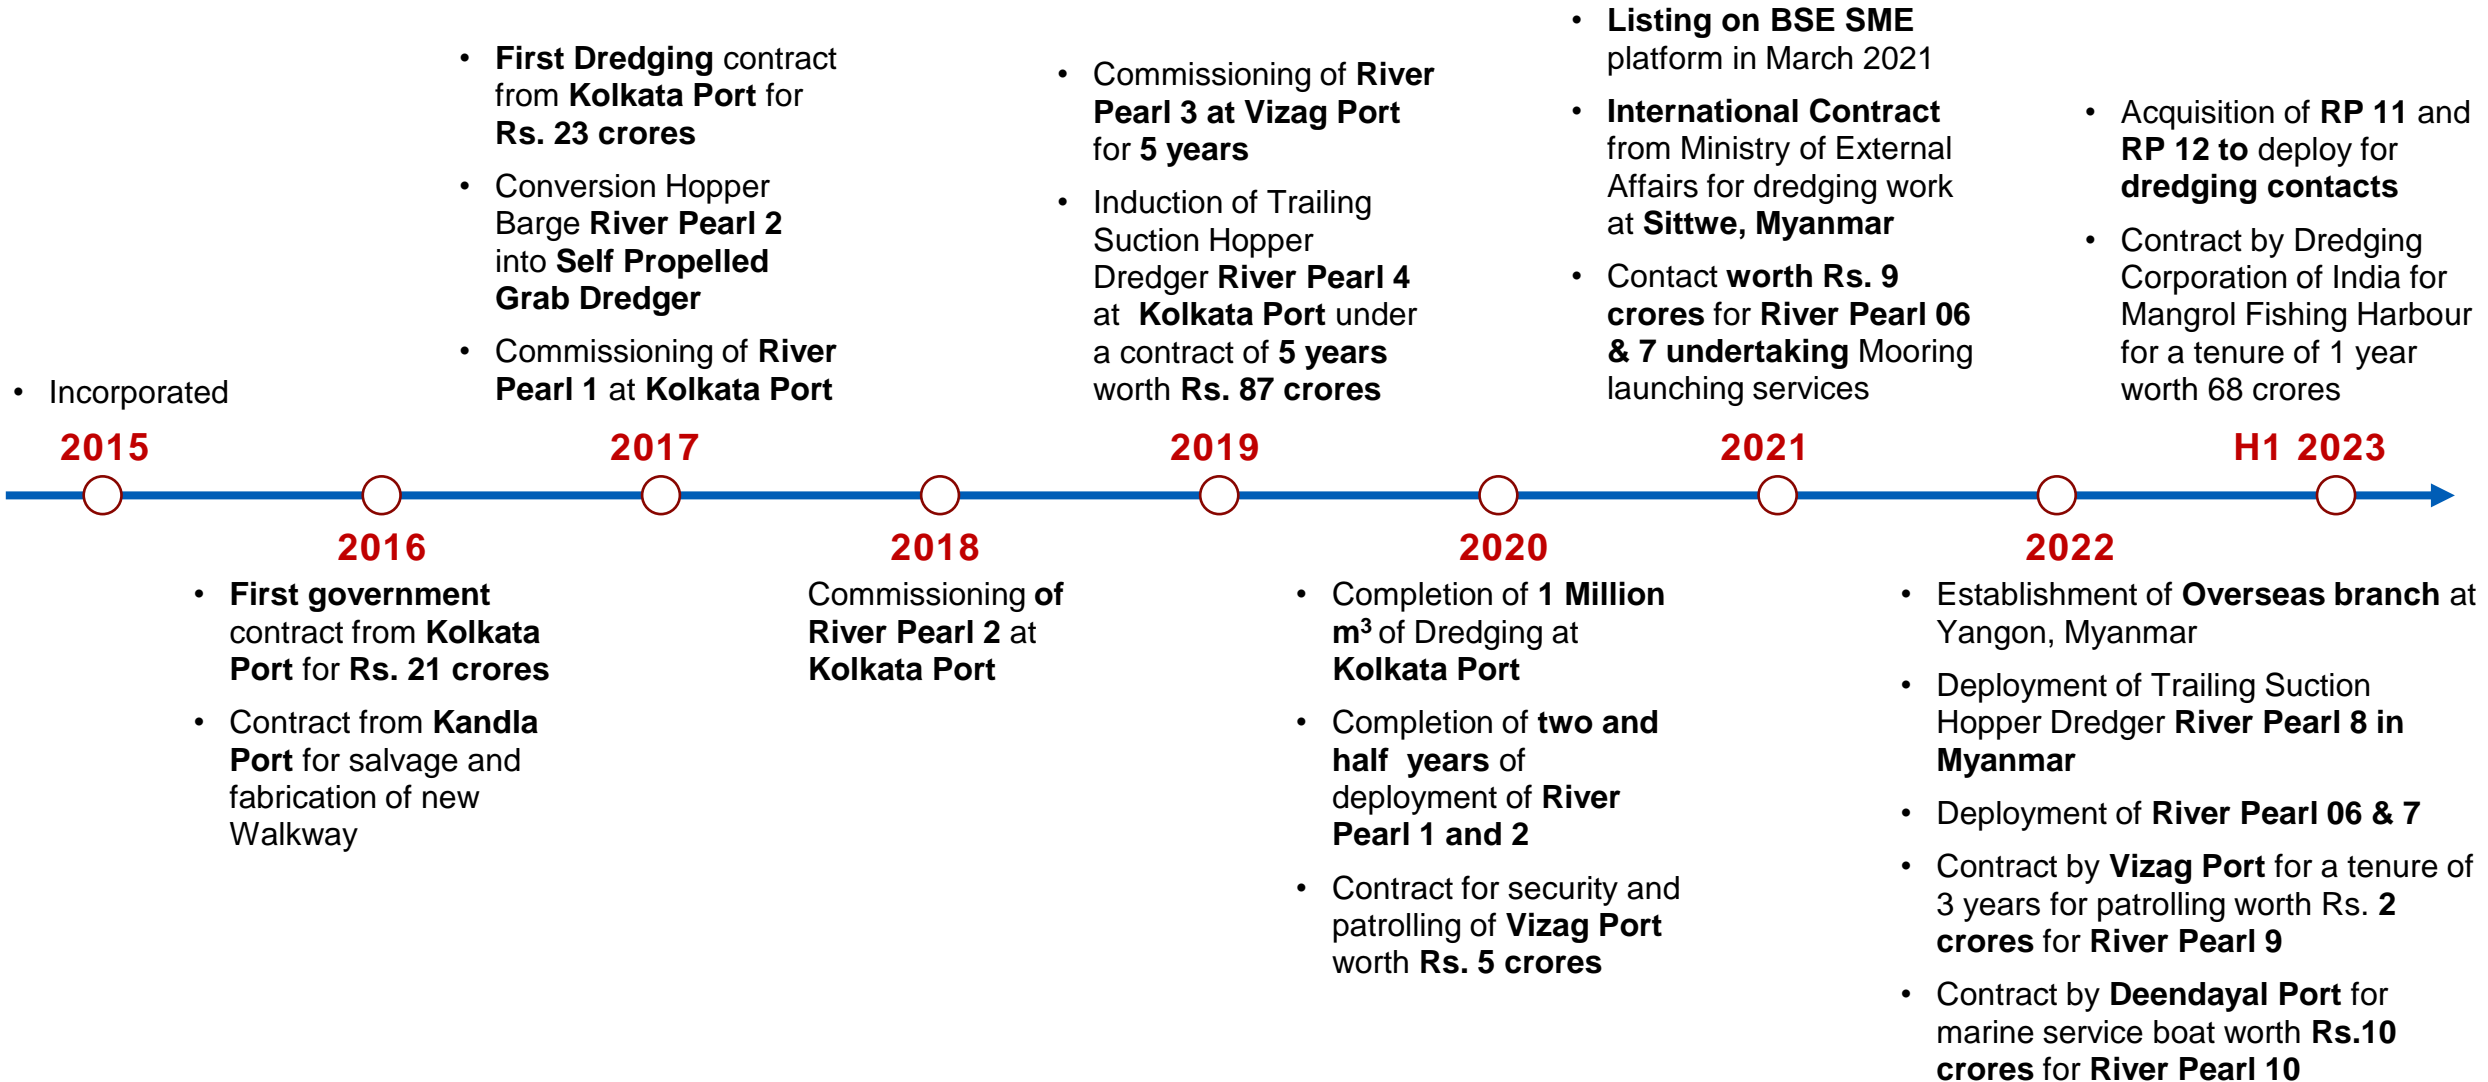 • Incorporated
2015
2016
• First government
contract from Kolkata
Port for Rs. 21 crores
• Contract from Kandla
Port for salvage and
fabrication of new
Walkway
• First Dredging contract
from Kolkata Port for
Rs. 23 crores
• Conversion Hopper
Barge River Pearl 2
into Self Propelled
Grab Dredger
• Commissioning of River
Pearl 1 at Kolkata Port
2017
2018
Commissioning of
River Pearl 2 at
Kolkata Port
• Commissioning of River
Pearl 3 at Vizag Port
for 5 years
• Induction of Trailing
Suction Hopper
Dredger River Pearl 4
at Kolkata Port under
a contract of 5 years
worth Rs. 87 crores
2019
2020
• Completion of 1 Million
m³ of Dredging at
Kolkata Port
• Completion of two and
half years of
deployment of River
Pearl 1 and 2
• Contract for security and
patrolling of Vizag Port
worth Rs. 5 crores
• Listing on BSE SME
platform in March 2021
• International Contract
from Ministry of External
Affairs for dredging work
at Sittwe, Myanmar
• Contact worth Rs. 9
crores for River Pearl 06
& 7 undertaking Mooring
launching services
2021
2022
• Establishment of Overseas branch at
Yangon, Myanmar
• Deployment of Trailing Suction
Hopper Dredger River Pearl 8 in
Myanmar
• Deployment of River Pearl 06 & 7
• Contract by Vizag Port for a tenure of
3 years for patrolling worth Rs. 2
crores for River Pearl 9
• Contract by Deendayal Port for
marine service boat worth Rs.10
crores for River Pearl 10
• Acquisition of RP 11 and
RP 12 to deploy for
dredging contacts
• Contract by Dredging
Corporation of India for
Mangrol Fishing Harbour
for a tenure of 1 year
worth 68 crores
H1 2023